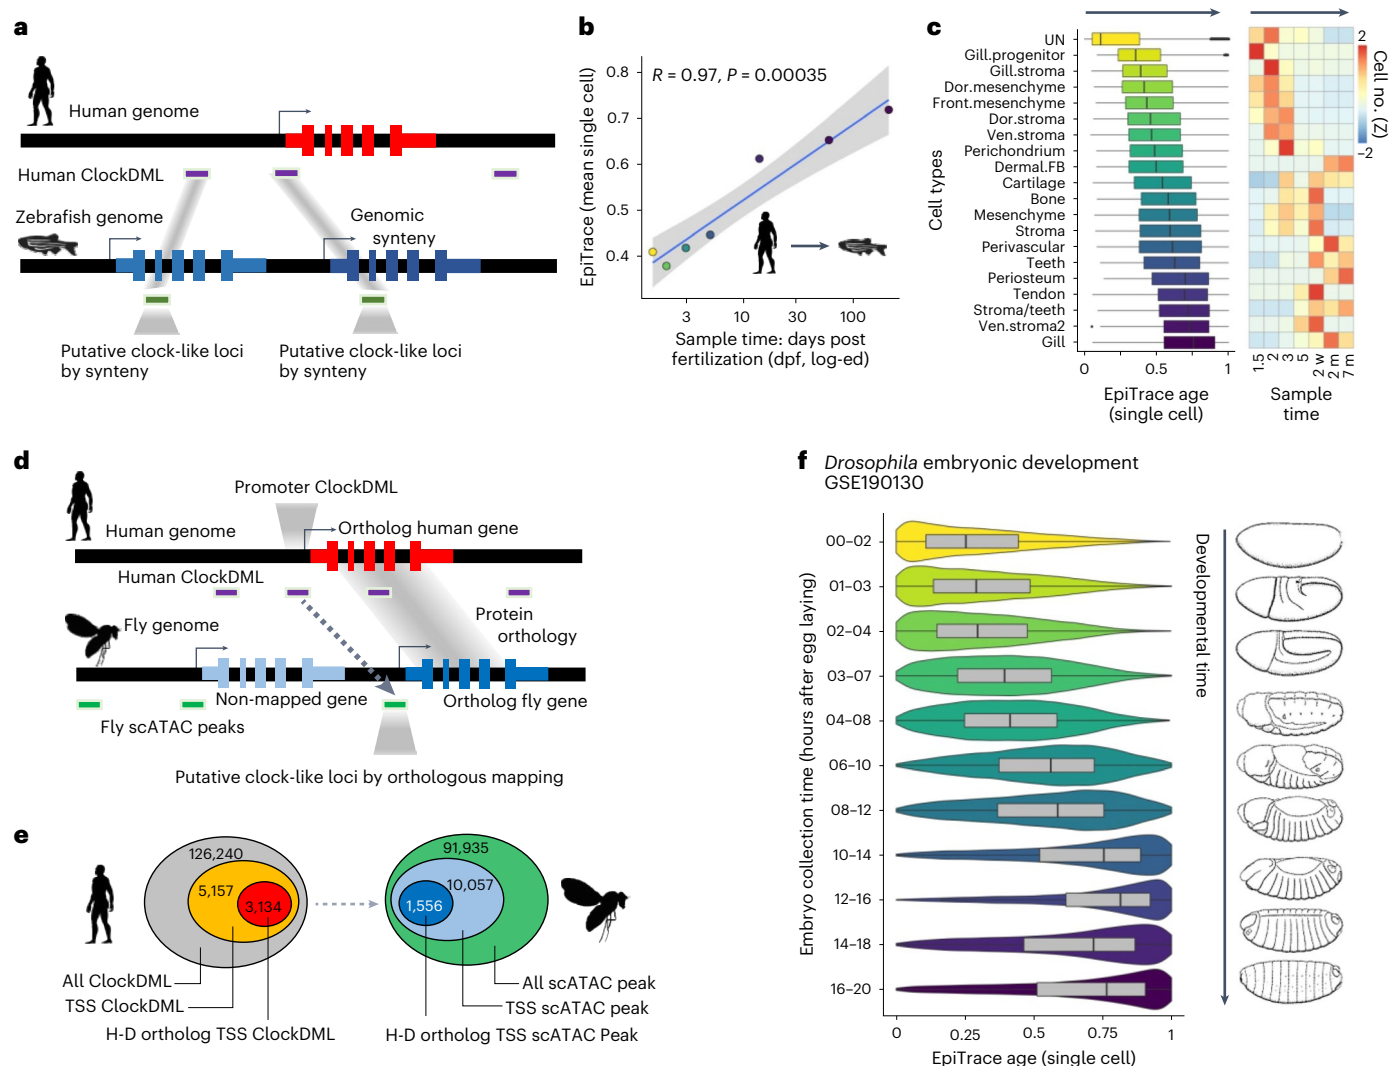 a
Human genome
Human ClockDML
Zebrafish genome
Genomic
synteny
Putative clock-like loci
by synteny
Putative clock-like loci
by synteny
b
R = 0.97, P = 0.00035
EpiTrace (mean single cell)
0.8
0.7
0.6
0.5
0.4
3
10
30
100
Sample time: days post
fertilization (dpf, log-ed)
c
Cell types
UN
Gill.progenitor
Gill.stroma
Dor.mesenchyme
Front.mesenchyme
Dor.stroma
Ven.stroma
Perichondrium
Dermal.FB
Cartilage
Bone
Mesenchyme
Stroma
Perivascular
Teeth
Periosteum
Tendon
Stroma/teeth
Ven.stroma2
Gill
0
0.5
1
EpiTrace age
(single cell)
2
–2
Cell no. (Z)
1.5
2
3
5
2 w
2 m
7 m
Sample
time
d
Promoter ClockDML
Human genome
Ortholog human gene
Human ClockDML
Protein
orthology
Fly genome
Non-mapped gene
Ortholog fly gene
Fly scATAC peaks
Putative clock-like loci by orthologous mapping
e
126,240
5,157
3,134
91,935
10,057
1,556
All ClockDML
TSS ClockDML
H-D ortholog TSS ClockDML
All scATAC peak
TSS scATAC peak
H-D ortholog TSS scATAC Peak
f
Drosophila embryonic development
GSE190130
Embryo collection time (hours after egg laying)
00–02
01–03
02–04
03–07
04–08
06–10
08–12
10–14
12–16
14–18
16–20
0
0.25
0.5
0.75
1
EpiTrace age (single cell)
Developmental time